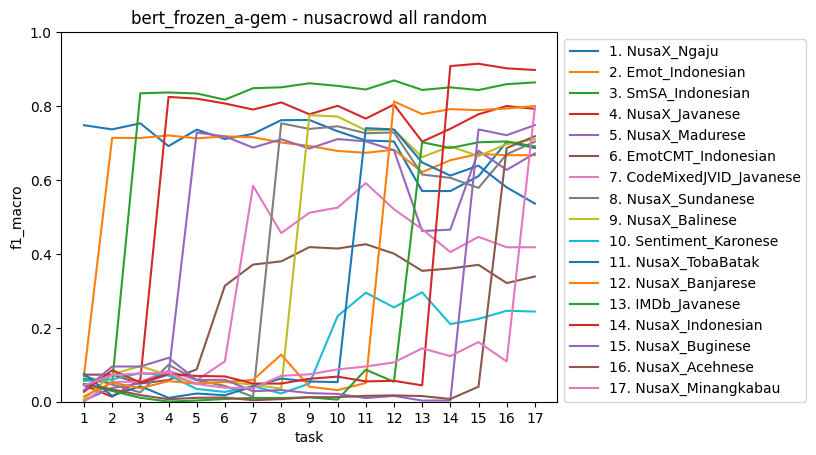 bert_frozen_a-gem - nusacrowd all random
1.0
0.8
0.6
0.4
0.2
0.0
f1_macro
1 2 3 4 5 6 7 8 9 10 11 12 13 14 15 16 17
task
1. NusaX_Ngaju
2. Emot_Indonesian
3. SmSA_Indonesian
4. NusaX_Javanese
5. NusaX_Madurese
6. EmotCMT_Indonesian
7. CodeMixedJVID_Javanese
8. NusaX_Sundanese
9. NusaX_Balinese
10. Sentiment_Karonese
11. NusaX_TobaBatak
12. NusaX_Banjarese
13. IMDb_Javanese
14. NusaX_Indonesian
15. NusaX_Buginese
16. NusaX_Acehnese
17. NusaX_Minangkabau